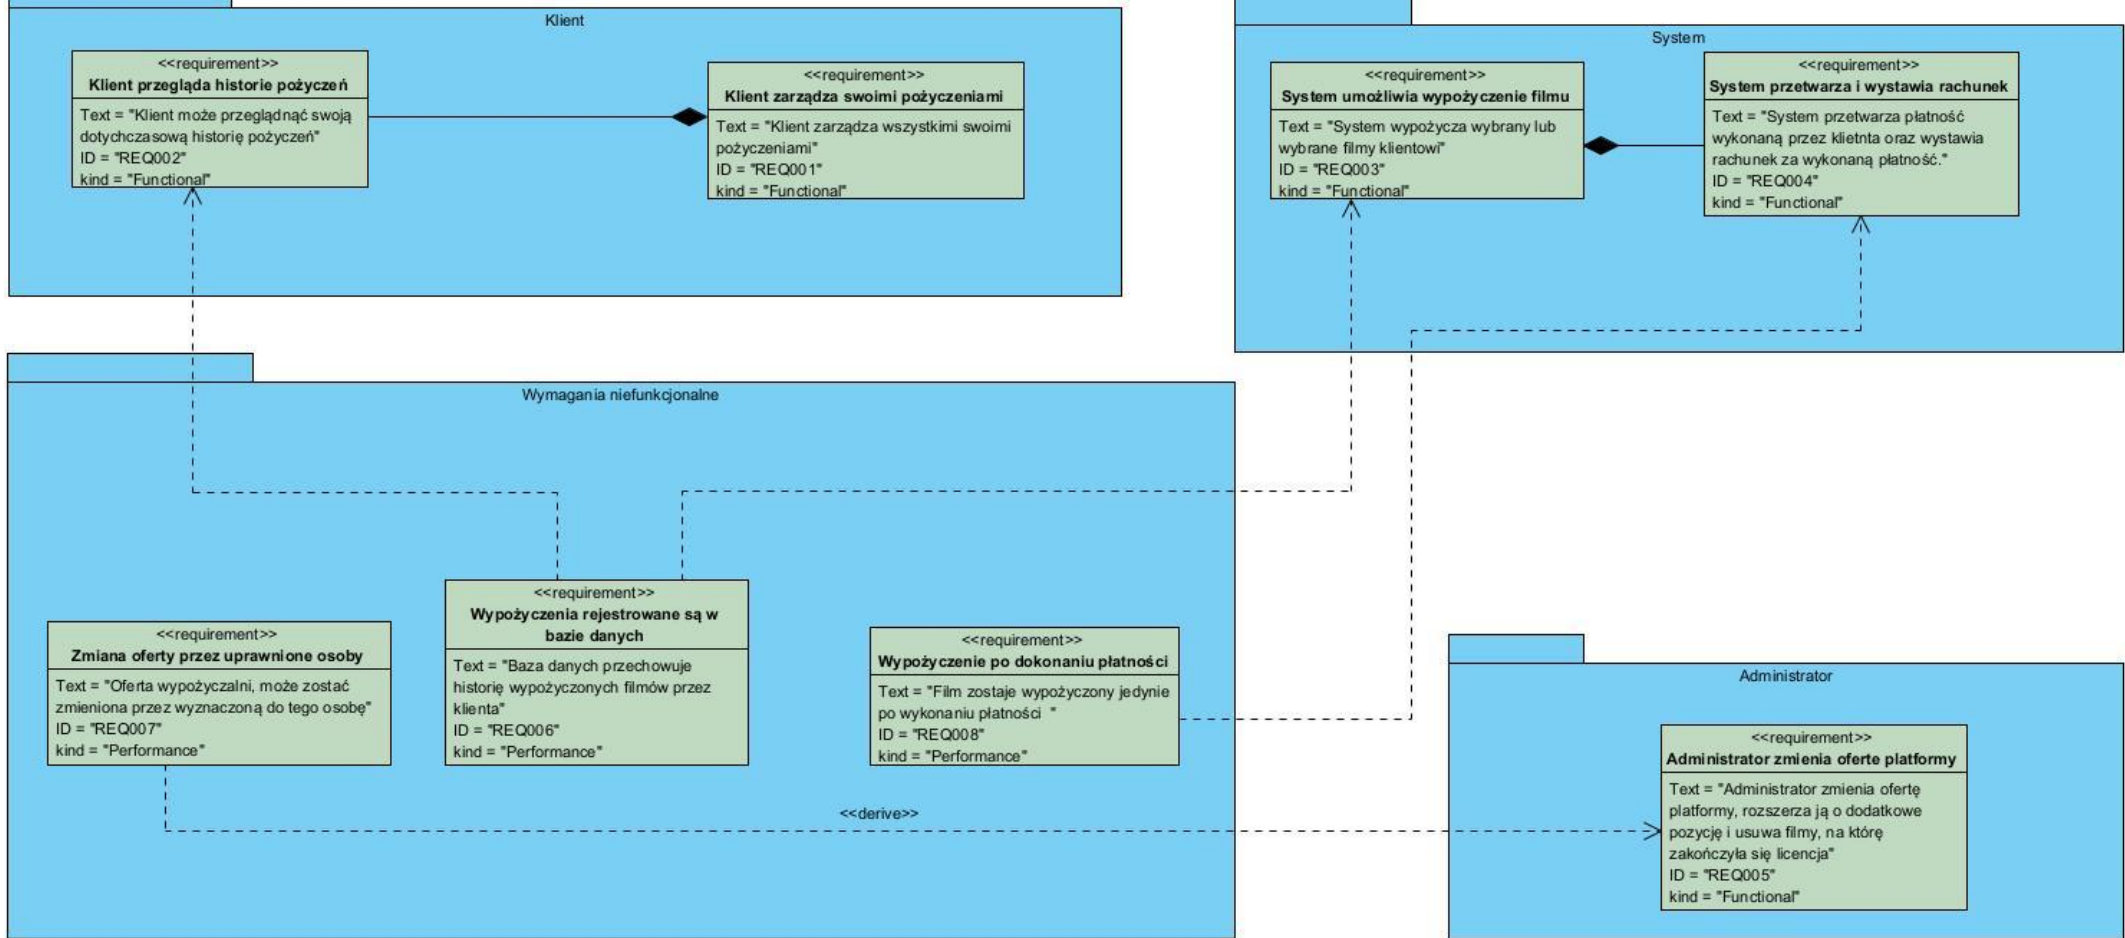 Klient
<<requirement>>
Klient przegląda historie pożyczeń
Text = "Klient może przeglądnąć swoją
dotychczasową historię pożyczeń"
ID = "REQ002"
kind = "Functional"
<<requirement>>
Klient zarządza swoimi pożyczeniami
Text = "Klient zarządza wszystkimi swoimi
pożyczeniami"
ID = "REQ001"
kind = "Functional"
System
<<requirement>>
System umożliwia wypożyczenie filmu
Text = "System wypożycza wybrany lub
wybrane filmy klientowi"
ID = "REQ003"
kind = "Functional"
<<requirement>>
System przetwarza i wystawia rachunek
Text = "System przetwarza płatność
wykonaną przez klietnta oraz wystawia
rachunek za wykonaną płatność."
ID = "REQ004"
kind = "Functional"
Wymagania niefunkcjonalne
<<requirement>>
Zmiana oferty przez uprawnione osoby
Text = "Oferta wypożyczalni, może zostać
zmieniona przez wyznaczoną do tego osobę"
ID = "REQ007"
kind = "Performance"
<<requirement>>
Wypożyczenia rejestrowane są w
bazie danych
Text = "Baza danych przechowuje
historię wypożyczonych filmów przez
klienta"
ID = "REQ006"
kind = "Performance"
<<requirement>>
Wypożyczenie po dokonaniu płatności
Text = "Film zostaje wypożyczony jedynie
po wykonaniu płatności "
ID = "REQ008"
kind = "Performance"
<<derive>>
Administrator
<<requirement>>
Administrator zmienia oferte platformy
Text = "Administrator zmienia ofertę
platformy, rozszerza ją o dodatkowe
pozycję i usuwa filmy, na którę
zakończyła się licencja"
ID = "REQ005"
kind = "Functional"